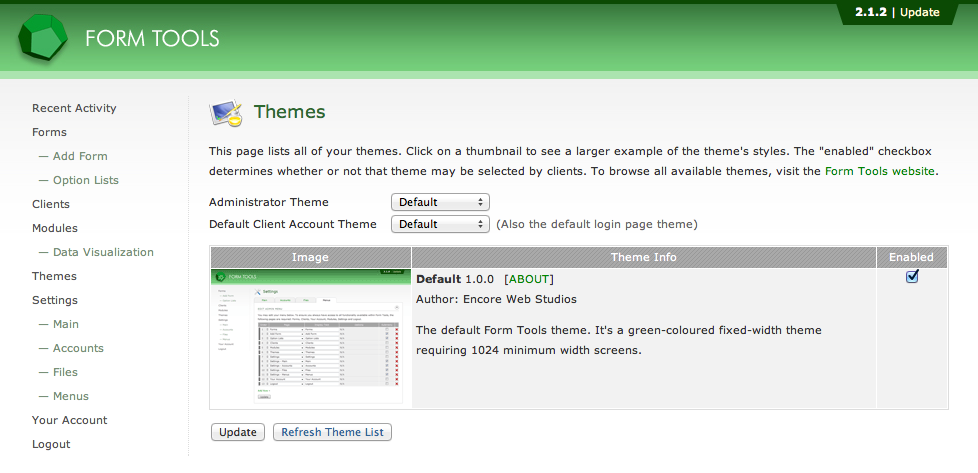 2.1.2 | Update
FORM TOOLS
Recent Activity
Forms
— Add Form
— Option Lists
Clients
Modules
— Data Visualization
Themes
Settings
— Main
— Accounts
— Files
— Menus
Your Account
Logout
Themes
This page lists all of your themes. Click on a thumbnail to see a larger example of the theme's styles. The "enabled" checkbox
determines whether or not that theme may be selected by clients. To browse all available themes, visit the Form Tools website.
Administrator Theme Default
Default Client Account Theme Default (Also the default login page theme)
Image Theme Info Enabled
FORM TOOLS
Settings
Default 1.0.0 [ABOUT]
Author: Encore Web Studios
The default Form Tools theme. It's a green-coloured fixed-width theme
requiring 1024 minimum width screens.
Update Refresh Theme List